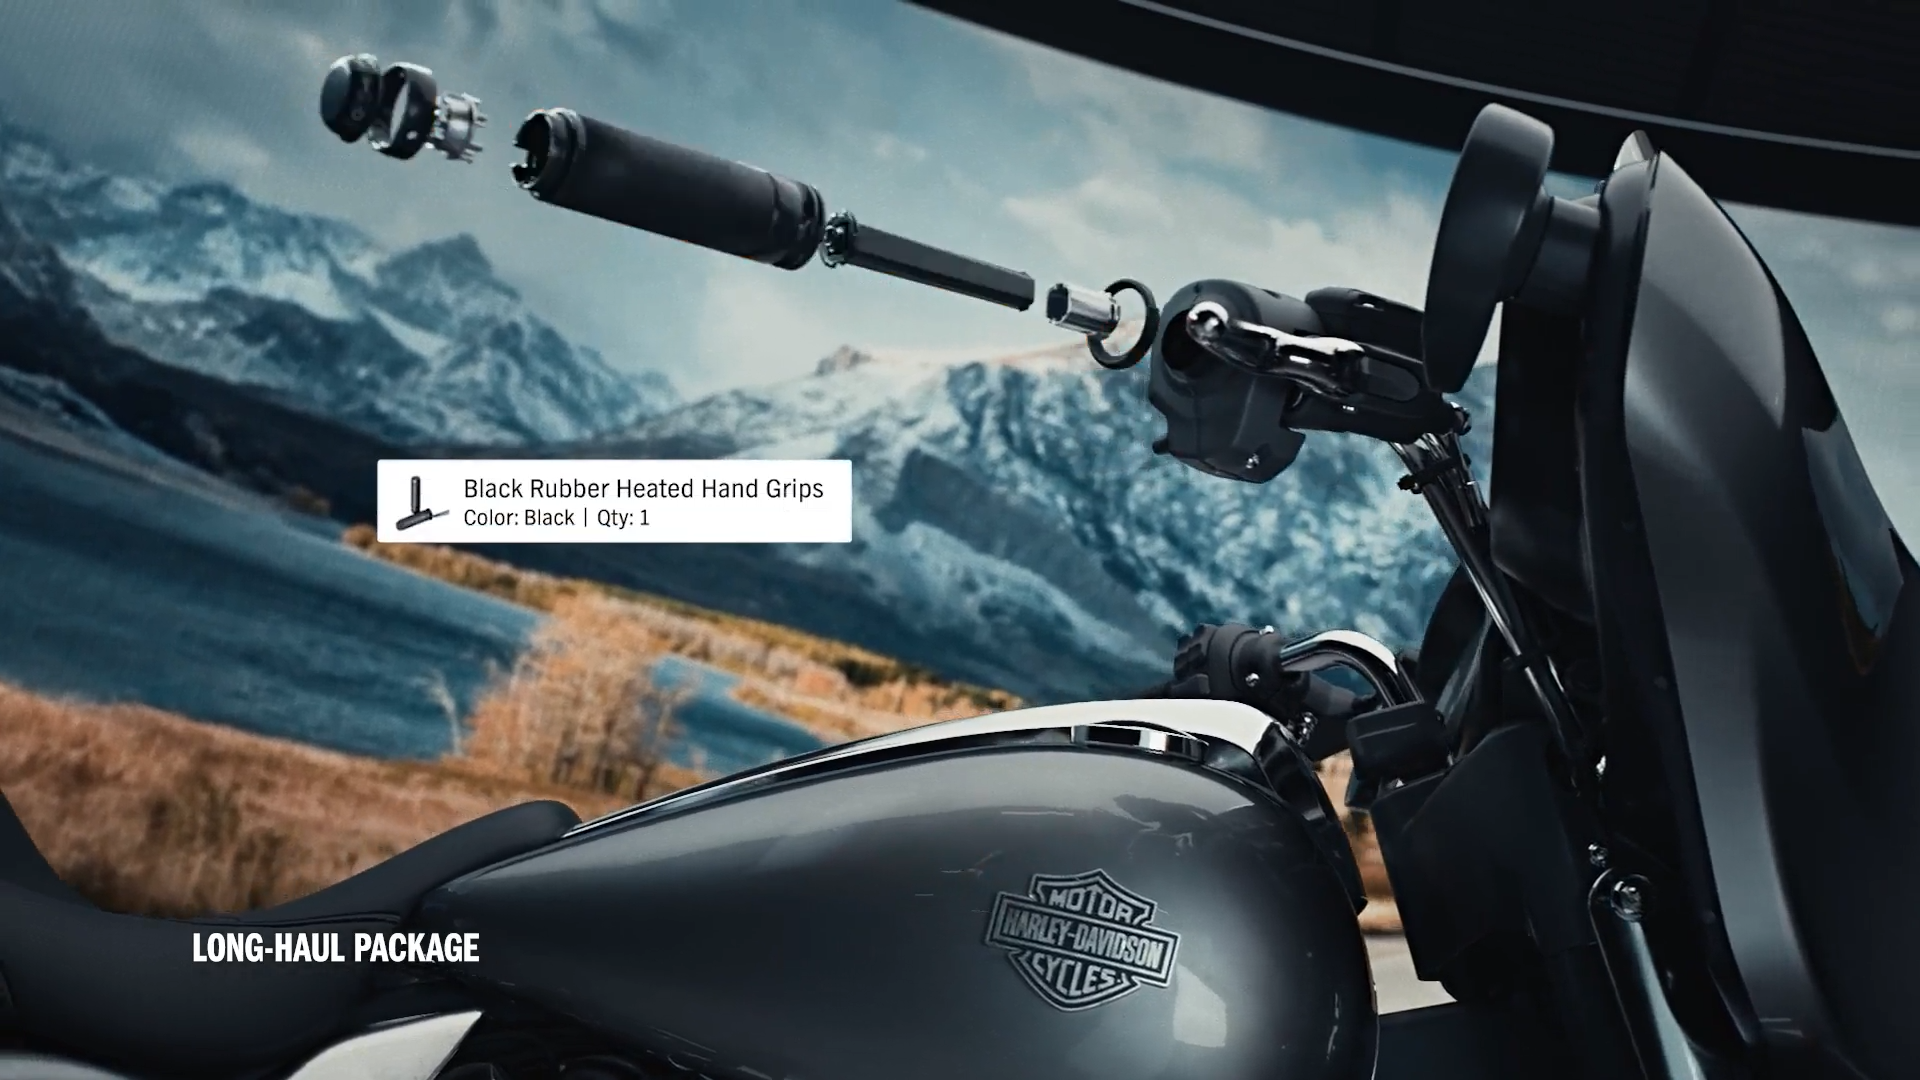 Black Rubber Heated Hand Grips
Color: Black | Qty: 1
MOTOR
HARLEY-DAVIDSON
CYCLES
LONG-HAUL PACKAGE